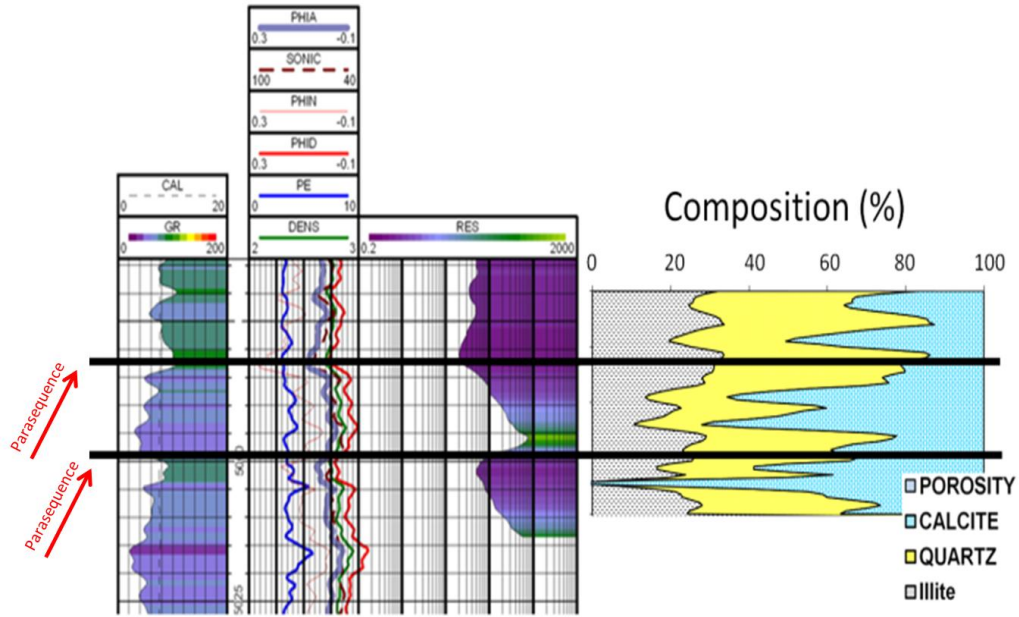 PHIA
0.3 -0.1
SONIC
100 40
PHIN
0.3 -0.1
PHID
0.3 -0.1
PE
0 10
DENS
2 3
CAL
0 20
GR
0 200
RES
0.2 2000
Composition (%)
0 20 40 60 80 100
Parasequence
Parasequence
POROSITY
CALCITE
QUARTZ
Illite